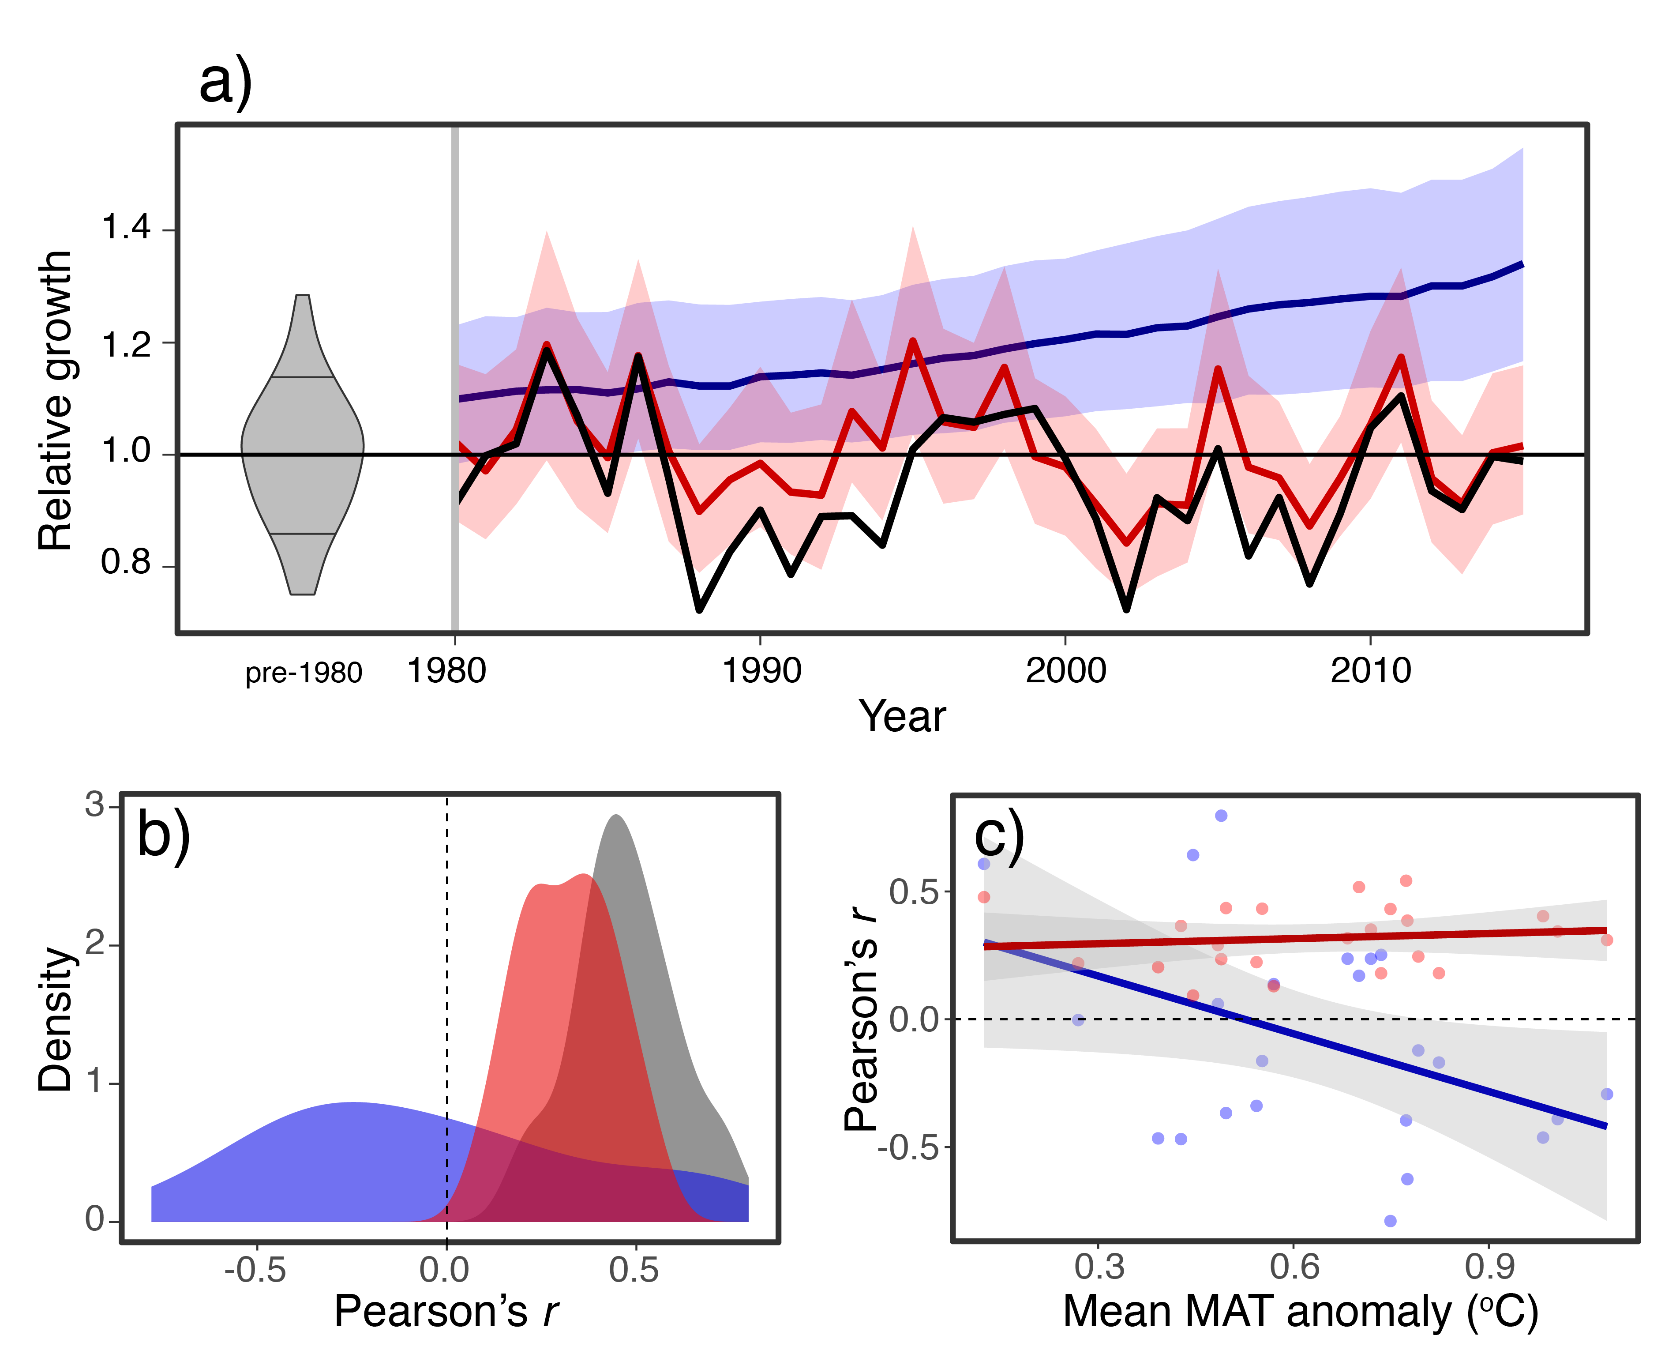 a)
Relative growth
1.4
1.2
1.0
0.8
pre-1980
1980
1990
2000
2010
Year
b)
Density
3
2
1
0
-0.5
0.0
0.5
Pearson's r
c)
Pearson's r
0.5
0.0
-0.5
0.3
0.6
0.9
Mean MAT anomaly (°C)